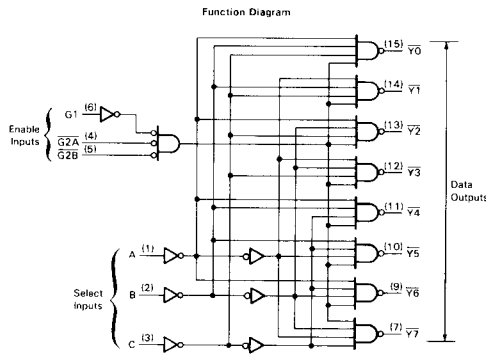 Function Diagram
(15) Y0
(14) Y1
(6)
G1
(13) Y2
Enable Inputs
(4)
G2A
(5)
G2B
(12) Y3
Data Outputs
(11) Y4
(10) Y5
A (1)
(9) Y6
Select Inputs
B (2)
(7) Y7
C (3)